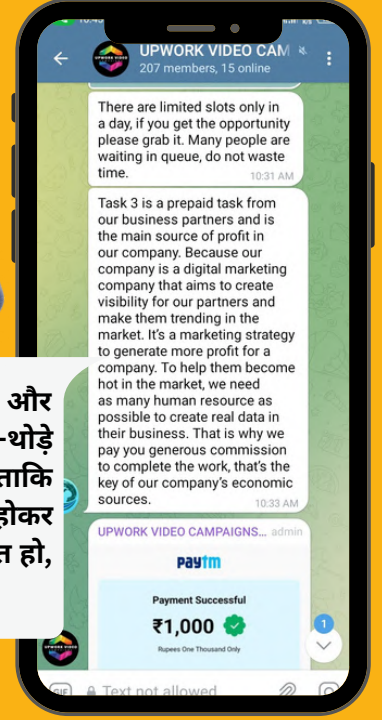 UPWORK VIDEO CAM
207 members, 15 online
There are limited slots only in
a day, if you get the opportunity
please grab it. Many people are
waiting in queue, do not waste
time.
10:31 AM
Task 3 is a prepaid task from
our business partners and is
the main source of profit in
our company. Because our
company is a digital marketing
company that aims to create
visibility for our partners and
make them trending in the
market. It's a marketing strategy
to generate more profit for a
company. To help them become
hot in the market, we need
as many human resource as
possible to create real data in
their business. That is why we
pay you generous commission
to complete the work, that's the
key of our company's economic
sources.
10:33 AM
और
-थोड़े
ताकि
होकर
त हो,
UPWORK VIDEO CAMPAIGNS... admin
paytm
Payment Successful
₹1,000
Rupees One Thousand Only
1
GIF
Text not allowed